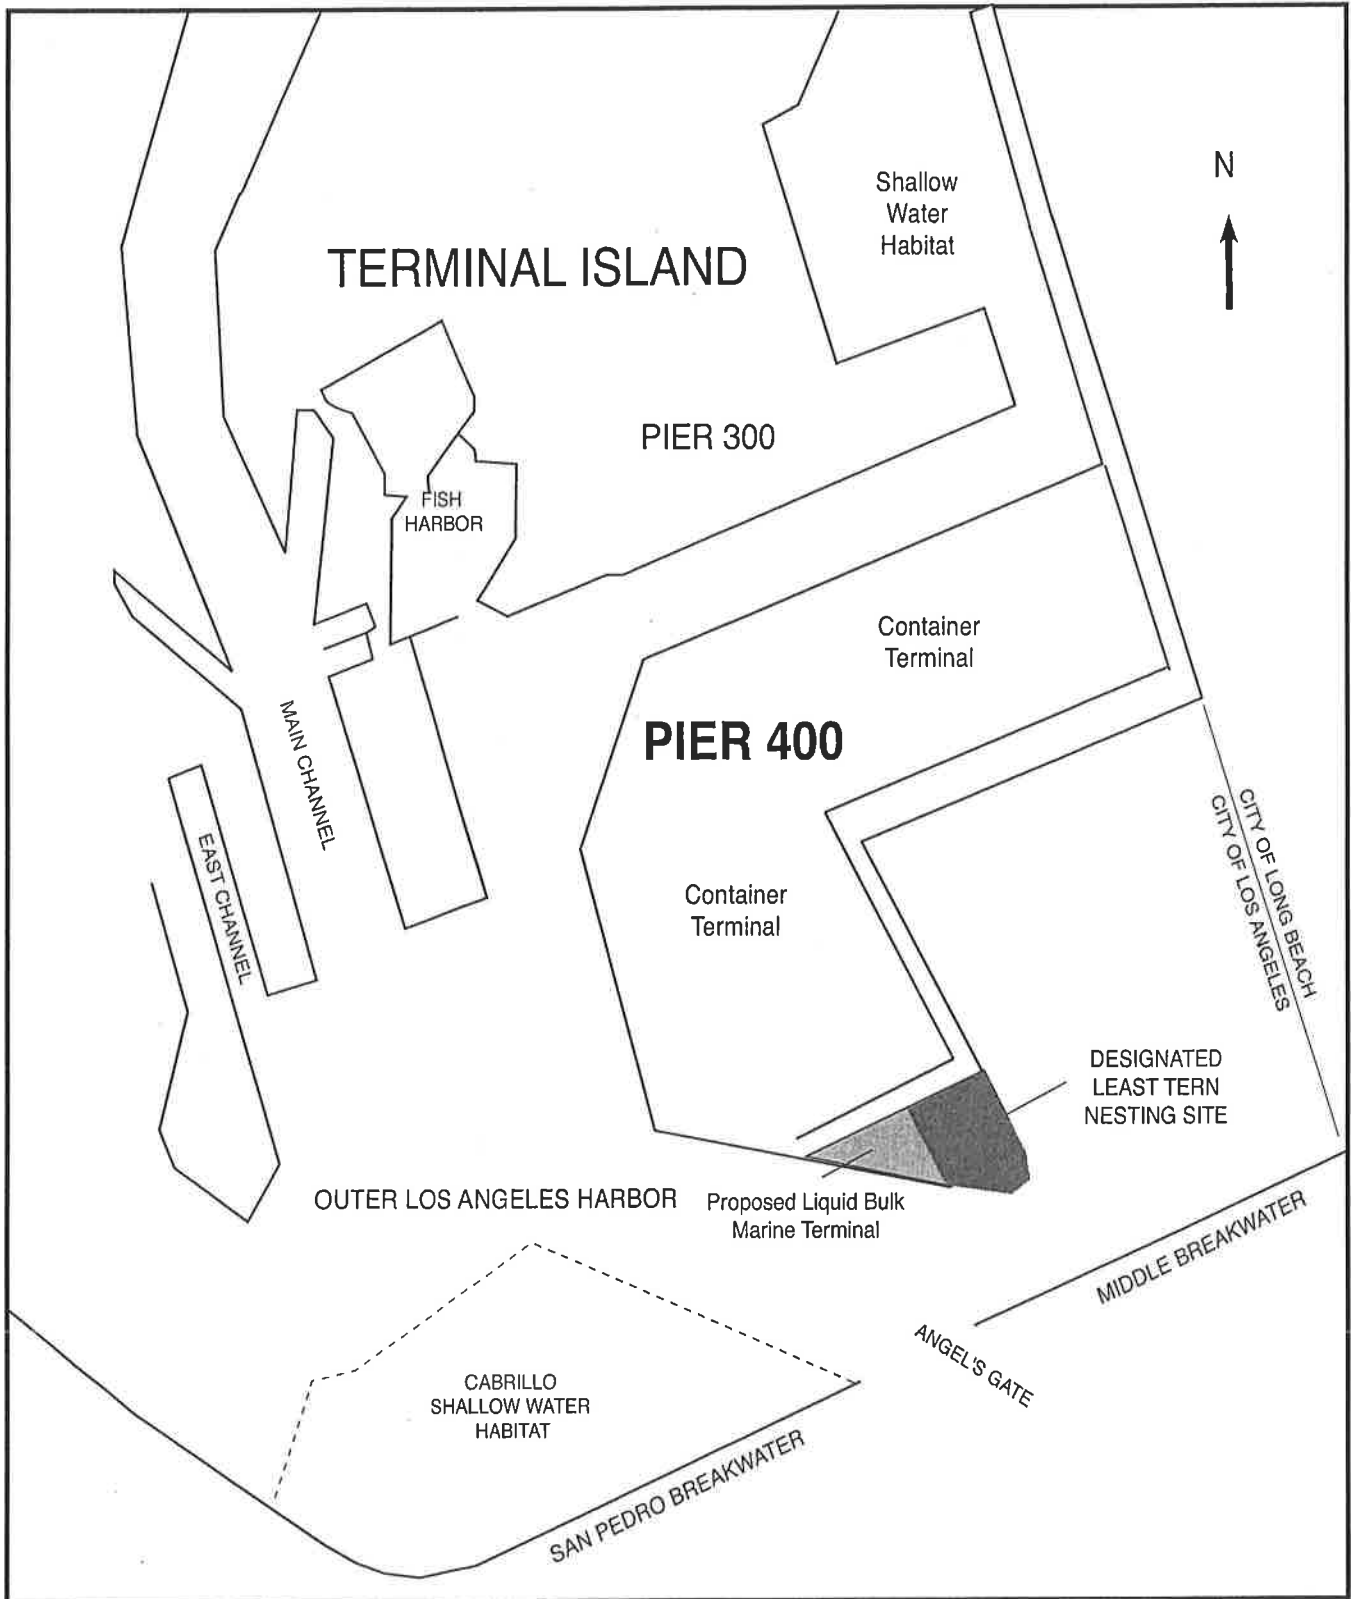 N
Shallow
Water
Habitat
TERMINAL ISLAND
PIER 300
FISH
HARBOR
Container
Terminal
MAIN CHANNEL
PIER 400
EAST CHANNEL
Container
Terminal
CITY OF LONG BEACH
CITY OF LOS ANGELES
DESIGNATED
LEAST TERN
NESTING SITE
OUTER LOS ANGELES HARBOR
Proposed Liquid Bulk
Marine Terminal
MIDDLE BREAKWATER
ANGEL'S GATE
CABRILLO
SHALLOW WATER
HABITAT
SAN PEDRO BREAKWATER